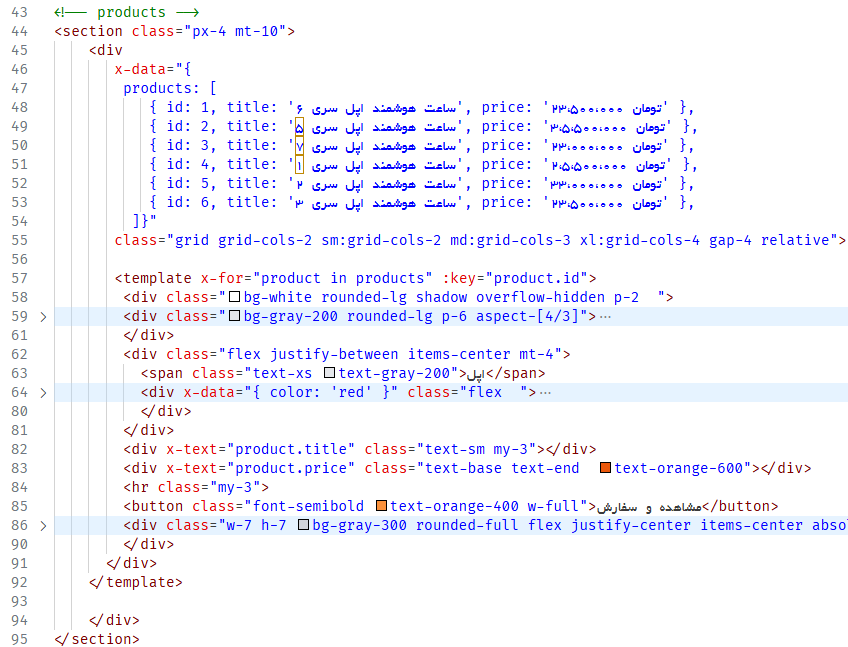 43 <!-- products -->
44 <section class="px-4 mt-10">
45 <div
46 x-data="{
47 products: [
48 { id: 1, title: 'ساعت هوشمند اپل سری ۶', price: '۲۳،۵۰۰،۰۰۰ تومان' },
49 { id: 2, title: 'ساعت هوشمند اپل سری ۵', price: '۳،۵،۵۰۰،۰۰۰ تومان' },
50 { id: 3, title: 'ساعت هوشمند اپل سری ۷', price: '۲۳،۰۰۰،۰۰۰ تومان' },
51 { id: 4, title: 'ساعت هوشمند اپل سری ۱', price: '۲،۵،۵۰۰،۰۰۰ تومان' },
52 { id: 5, title: 'ساعت هوشمند اپل سری ۲', price: '۳۳،۰۰۰،۰۰۰ تومان' },
53 { id: 6, title: 'ساعت هوشمند اپل سری ۳', price: '۲۳،۵۰۰،۰۰۰ تومان' },
54 ]}"
55 class="grid grid-cols-2 sm:grid-cols-2 md:grid-cols-3 xl:grid-cols-4 gap-4 relative">
56
57 <template x-for="product in products" :key="product.id">
58 <div class="bg-white rounded-lg shadow overflow-hidden p-2  ">
59 <div class="bg-gray-200 rounded-lg p-6 aspect-[4/3]">···
61 </div>
62 <div class="flex justify-between items-center mt-4">
63 <span class="text-xs text-gray-200">اپل</span>
64 <div x-data="{ color: 'red' }" class="flex  ">···
80 </div>
81 </div>
82 <div x-text="product.title" class="text-sm my-3"></div>
83 <div x-text="product.price" class="text-base text-end  text-orange-600"></div>
84 <hr class="my-3">
85 <button class="font-semibold text-orange-400 w-full">مشاهده و سفارش</button>
86 <div class="w-7 h-7 bg-gray-300 rounded-full flex justify-center items-center absol
90 </div>
91 </div>
92 </template>
93
94 </div>
95 </section>